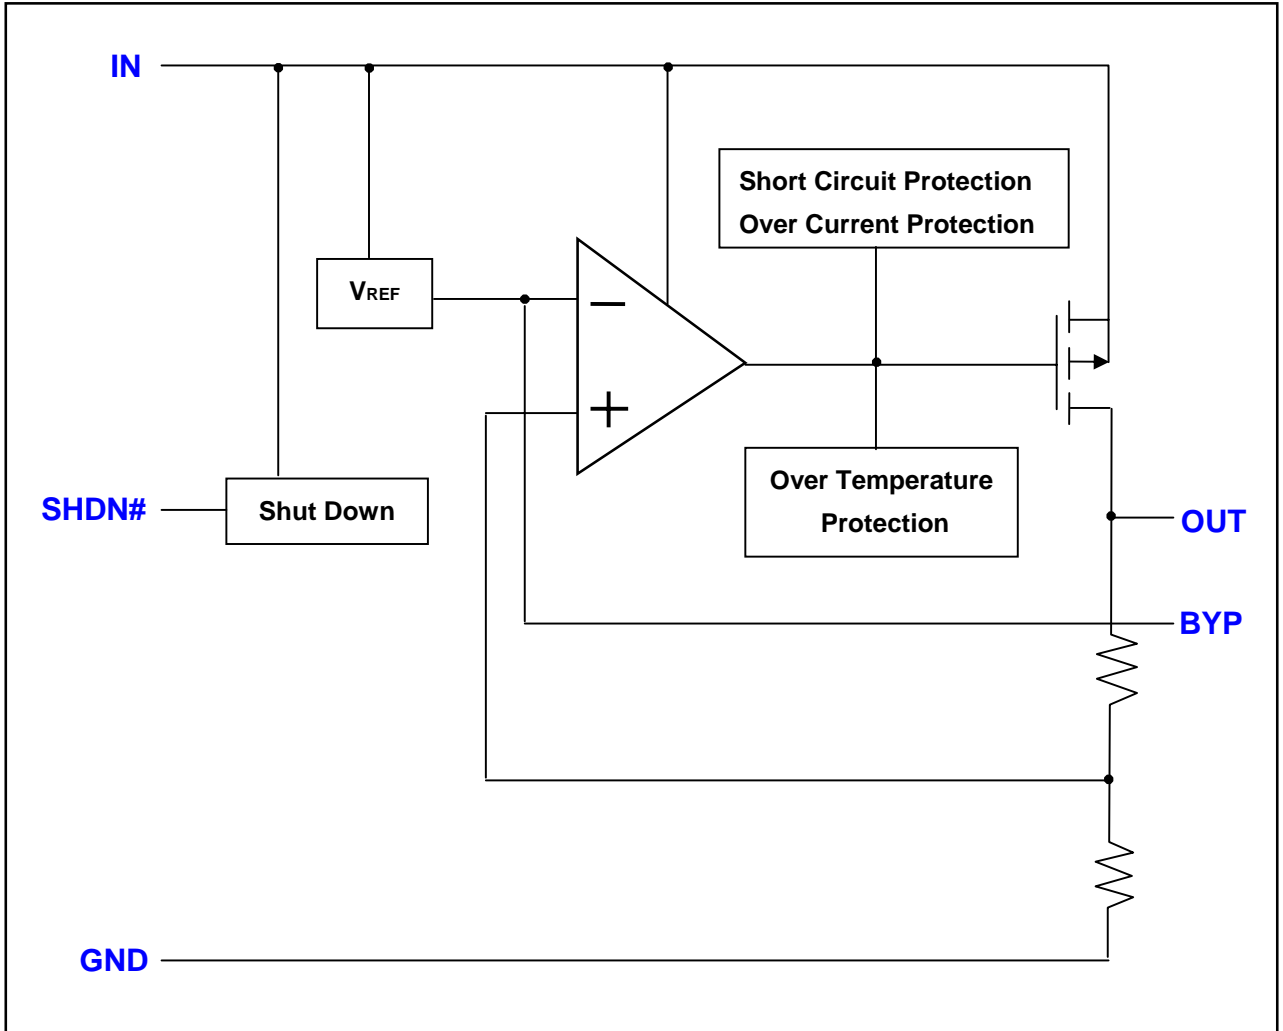 IN
Short Circuit Protection
Over Current Protection
VREF
Over Temperature
Protection
SHDN#
Shut Down
OUT
BYP
GND